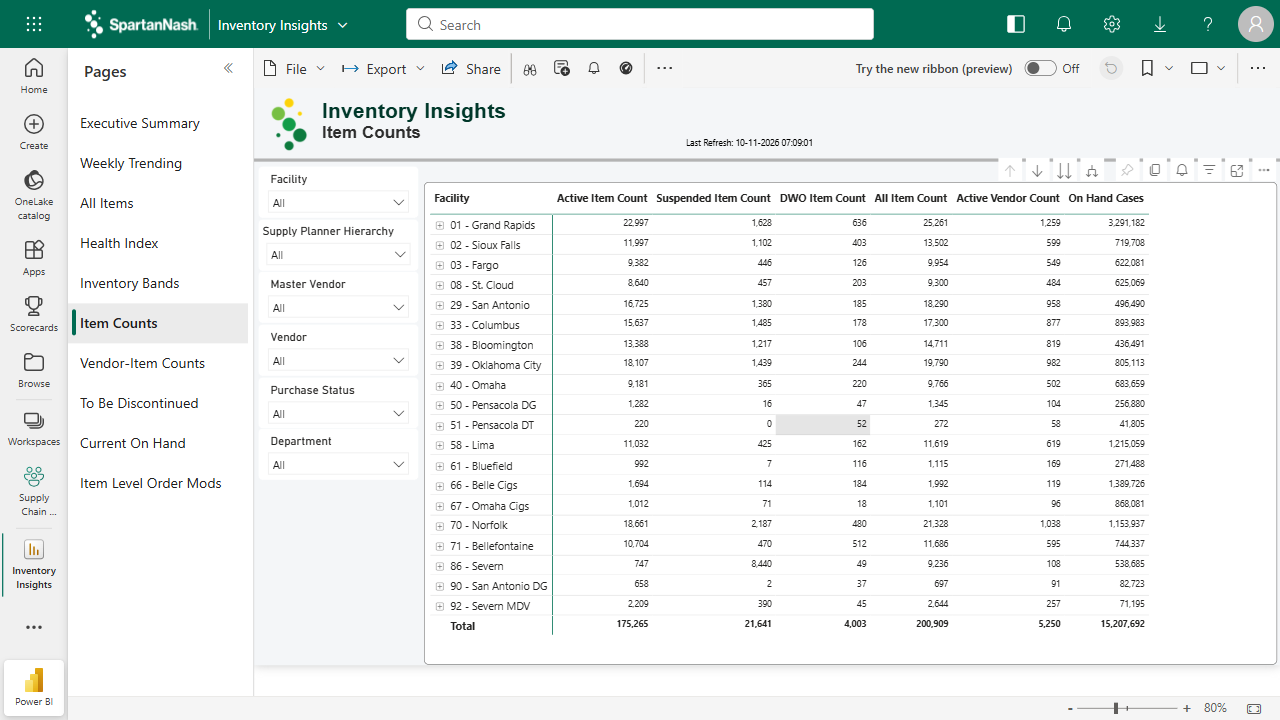 SpartanNash Inventory Insights Search
Home
Create
OneLake
catalog
Apps
Scorecards
Browse
Workspaces
Supply
Chain ...
Inventory
Insights
Power BI
Pages
Executive Summary
Weekly Trending
All Items
Health Index
Inventory Bands
Item Counts
Vendor-Item Counts
To Be Discontinued
Current On Hand
Item Level Order Mods
File Export Share Try the new ribbon (preview) Off
Inventory Insights
Item Counts
Last Refresh: 10-11-2026 07:09:01
Facility
All
Supply Planner Hierarchy
All
Master Vendor
All
Vendor
All
Purchase Status
All
Department
All
Facility Active Item Count Suspended Item Count DWO Item Count All Item Count Active Vendor Count On Hand Cases
01 - Grand Rapids 22,997 1,628 636 25,261 1,259 3,291,182
02 - Sioux Falls 11,997 1,102 403 13,502 599 719,708
03 - Fargo 9,382 446 126 9,954 549 622,081
08 - St. Cloud 8,640 457 203 9,300 484 625,069
29 - San Antonio 16,725 1,380 185 18,290 958 496,490
33 - Columbus 15,637 1,485 178 17,300 877 893,983
38 - Bloomington 13,388 1,217 106 14,711 819 436,491
39 - Oklahoma City 18,107 1,439 244 19,790 982 805,113
40 - Omaha 9,181 365 220 9,766 502 683,659
50 - Pensacola DG 1,282 16 47 1,345 104 256,880
51 - Pensacola DT 220 0 52 272 58 41,805
58 - Lima 11,032 425 162 11,619 619 1,215,059
61 - Bluefield 992 7 116 1,115 169 271,488
66 - Belle Cigs 1,694 114 184 1,992 119 1,389,726
67 - Omaha Cigs 1,012 71 18 1,101 96 868,081
70 - Norfolk 18,661 2,187 480 21,328 1,038 1,153,937
71 - Bellefontaine 10,704 470 512 11,686 595 744,337
86 - Severn 747 8,440 49 9,236 108 538,685
90 - San Antonio DG 658 2 37 697 91 82,723
92 - Severn MDV 2,209 390 45 2,644 257 71,195
Total 175,265 21,641 4,003 200,909 5,250 15,207,692
- + 80%